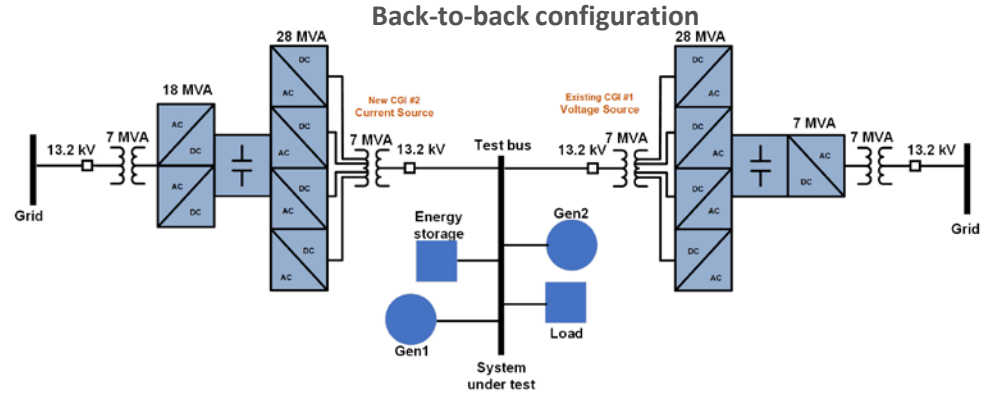 Back-to-back configuration
28 MVA
28 MVA
18 MVA
7 MVA
New CGI #2
Current Source
Existing CGI #1
Voltage Source
13.2 kV
7 MVA
7 MVA
13.2 kV
Test bus
13.2 kV
7 MVA
7 MVA
13.2 kV
Grid
Grid
Energy
storage
Gen2
Gen1
Load
System
under test
AC
DC
AC
DC
DC
AC
DC
AC
DC
AC
DC
AC
DC
AC
DC
AC
DC
AC
DC
AC
AC
DC